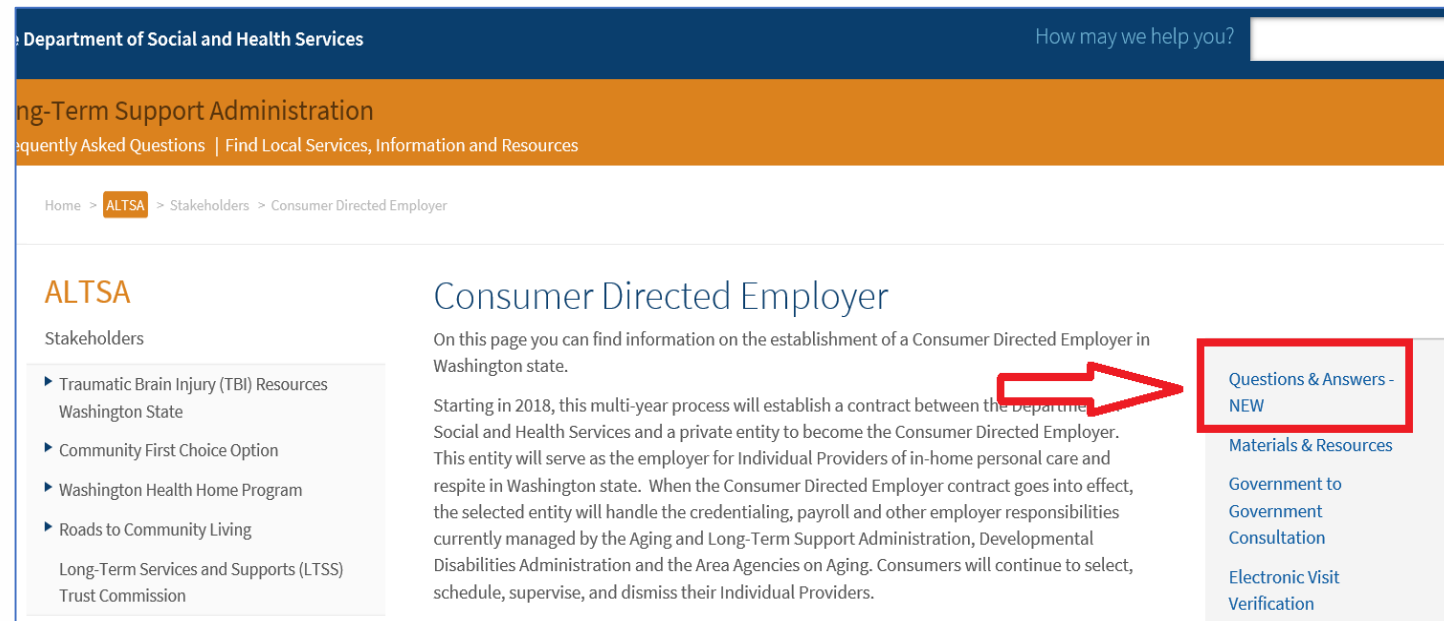 Department of Social and Health Services
How may we help you?
ng-Term Support Administration
equently Asked Questions | Find Local Services, Information and Resources
Home > ALTSA > Stakeholders > Consumer Directed Employer
ALTSA
Stakeholders
Traumatic Brain Injury (TBI) Resources
Washington State
Community First Choice Option
Washington Health Home Program
Roads to Community Living
Long-Term Services and Supports (LTSS)
Trust Commission
Consumer Directed Employer
On this page you can find information on the establishment of a Consumer Directed Employer in
Washington state.
Starting in 2018, this multi-year process will establish a contract between the Departme
Social and Health Services and a private entity to become the Consumer Directed Employer.
This entity will serve as the employer for Individual Providers of in-home personal care and
respite in Washington state. When the Consumer Directed Employer contract goes into effect,
the selected entity will handle the credentialing, payroll and other employer responsibilities
currently managed by the Aging and Long-Term Support Administration, Developmental
Disabilities Administration and the Area Agencies on Aging. Consumers will continue to select,
schedule, supervise, and dismiss their Individual Providers.
Questions & Answers -
NEW
Materials & Resources
Government to
Government
Consultation
Electronic Visit
Verification